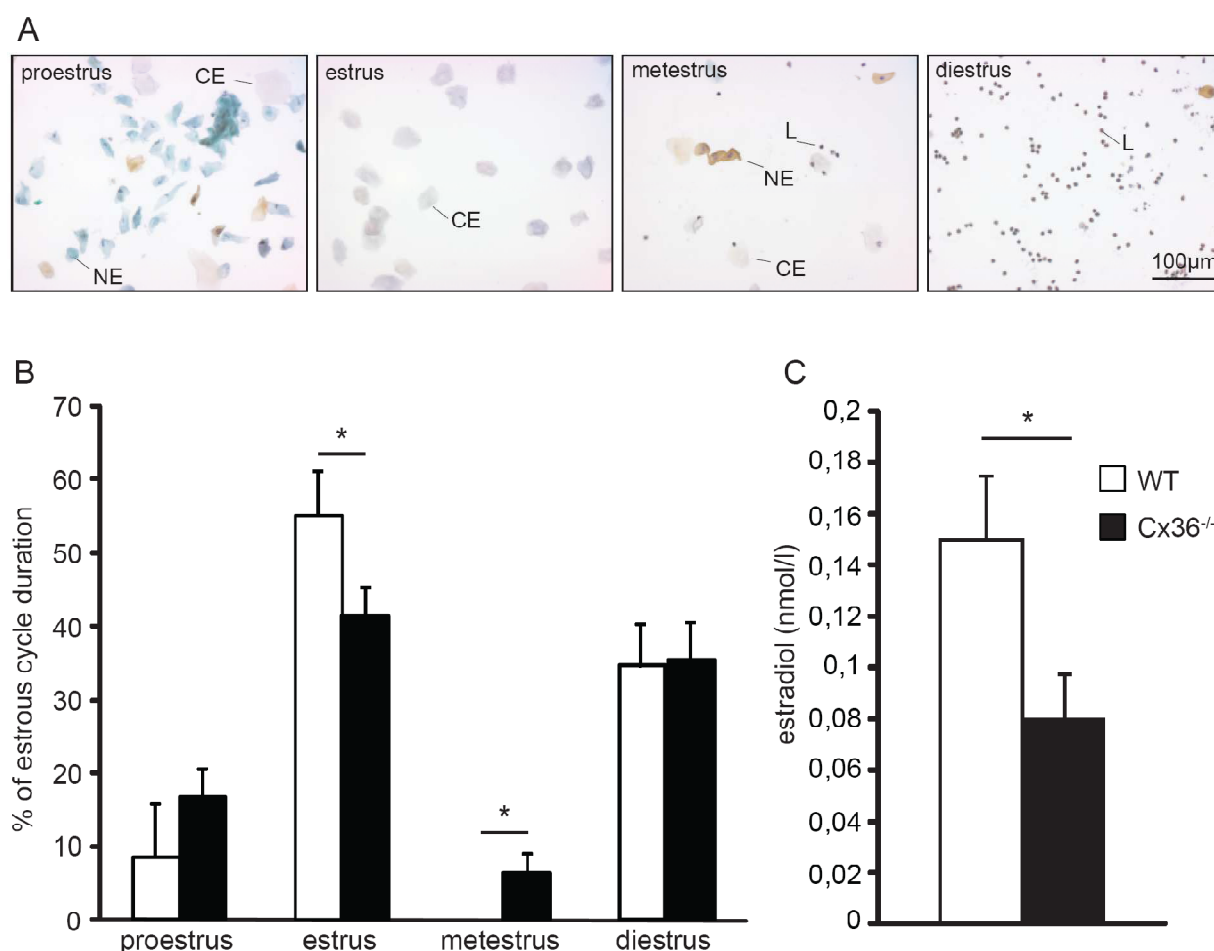 A
proestrus
CE
NE
estrus
CE
metestrus
L
NE
CE
diestrus
L
100µm
B
% of estrous cycle duration
70
60
50
40
30
20
10
0
*
*
proestrus
estrus
metestrus
diestrus
C
estradiol (nmol/l)
0,2
0,18
0,16
0,14
0,12
0,1
0,08
0,06
0,04
0,02
0
*
WT
Cx36-/-